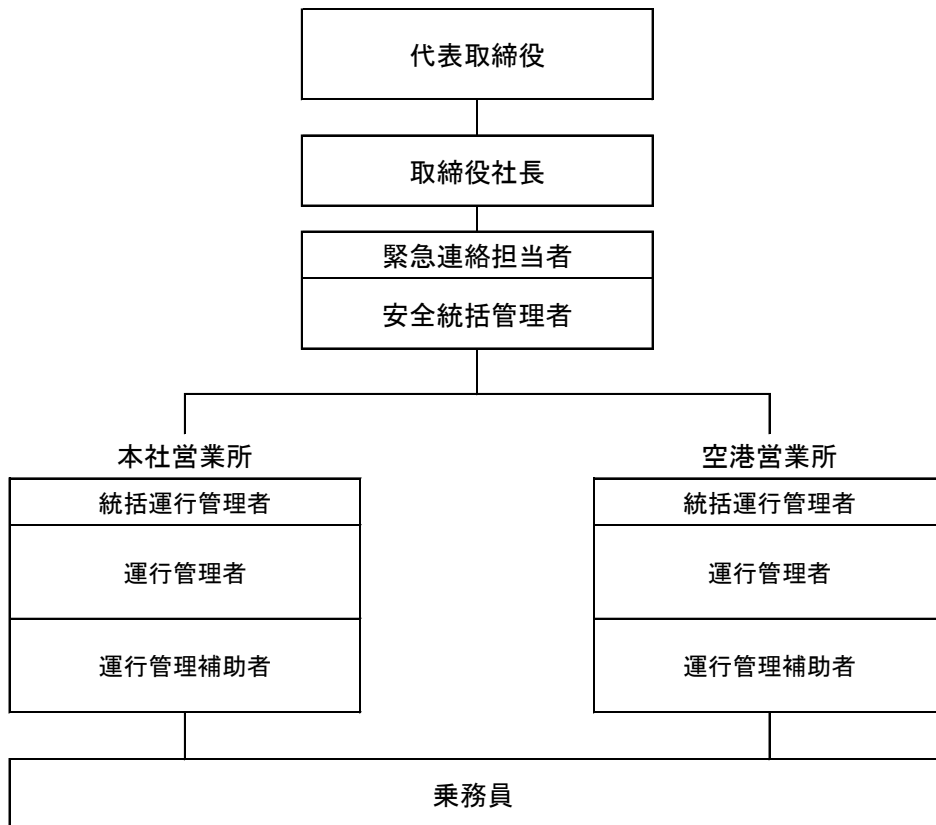 代表取締役
取締役社長
緊急連絡担当者
安全統括管理者
本社営業所
統括運行管理者
運行管理者
運行管理補助者
空港営業所
統括運行管理者
運行管理者
運行管理補助者
乗務員